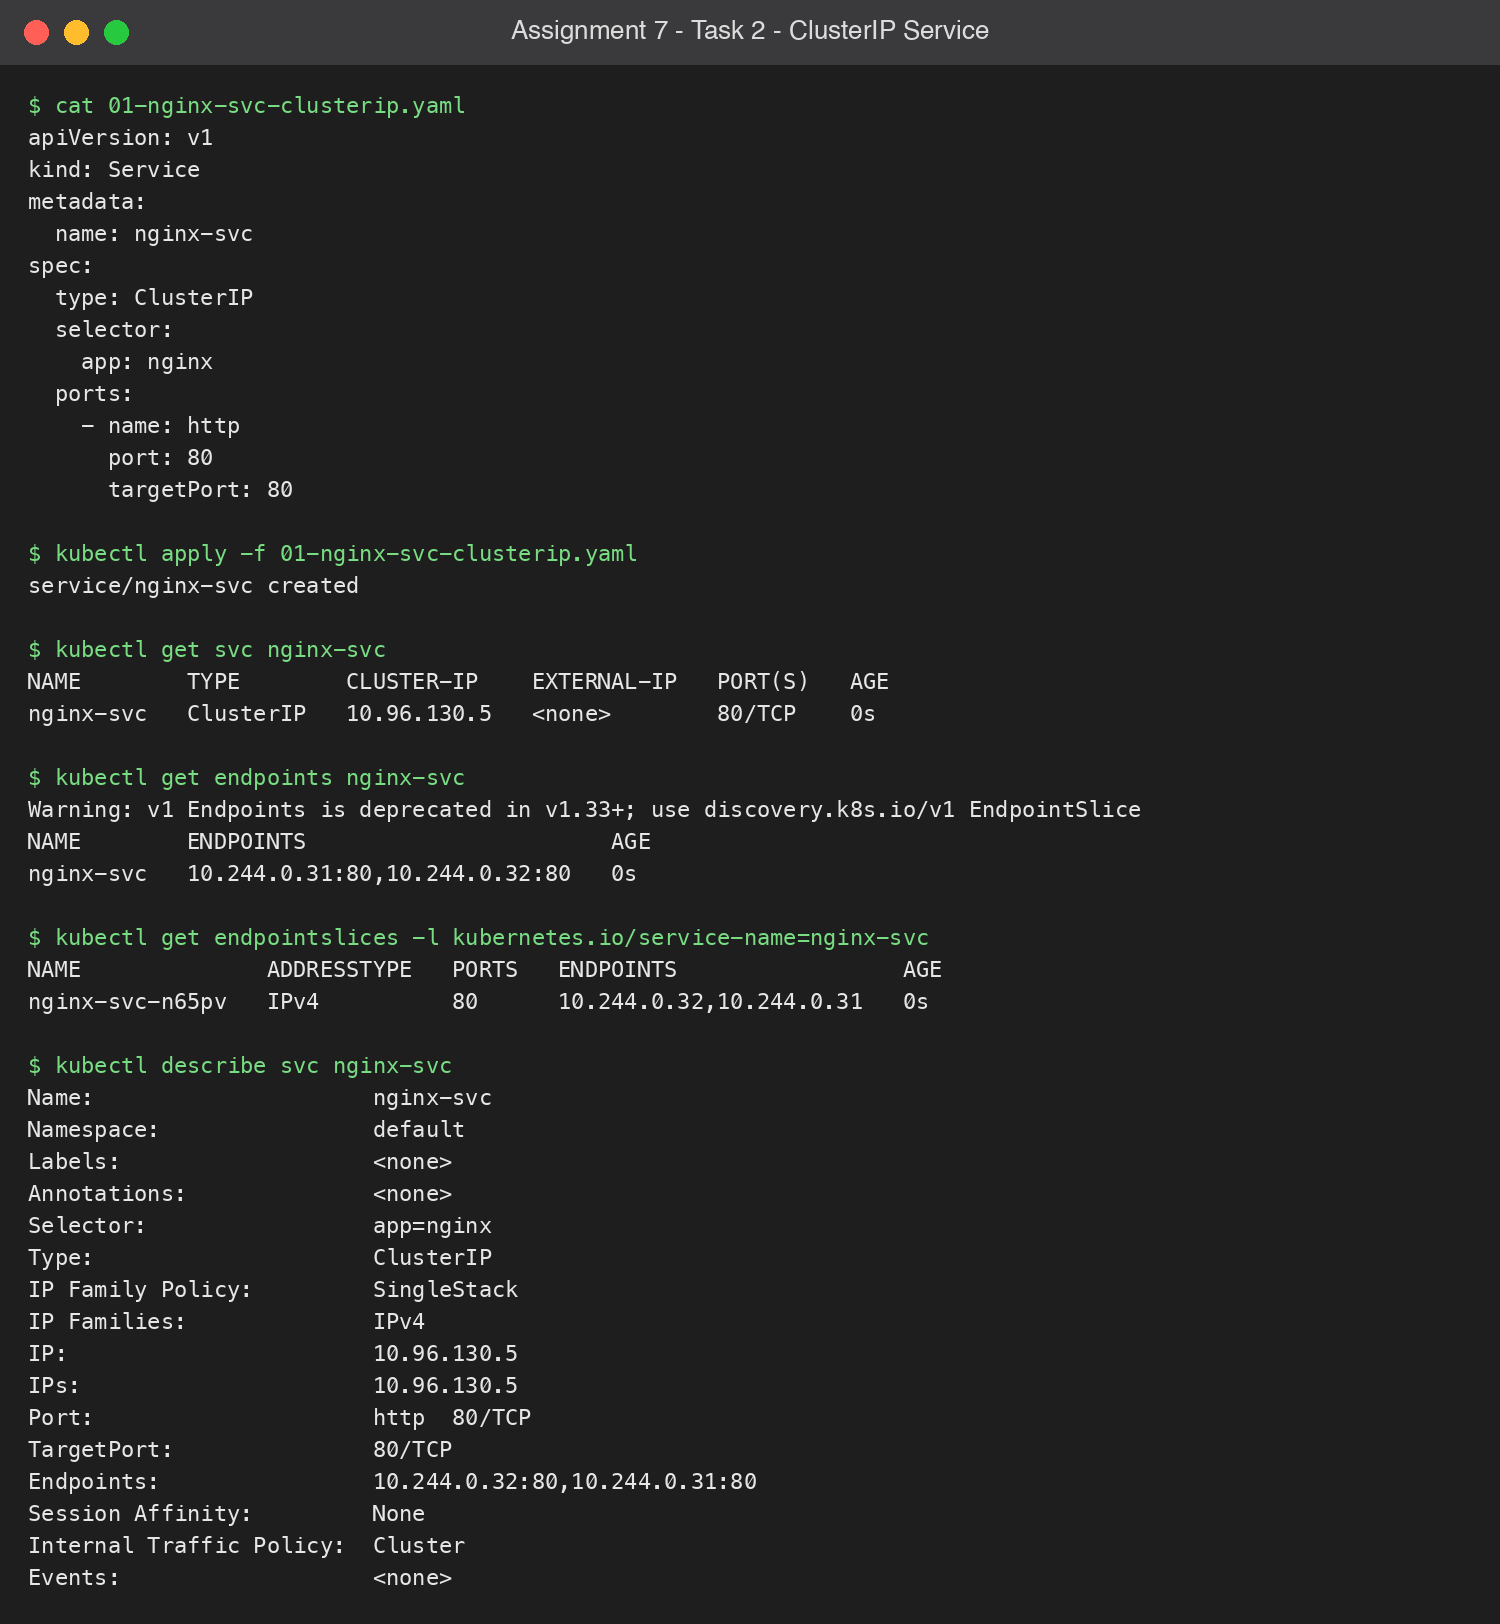 Assignment 7 - Task 2 - ClusterIP Service
$ cat 01-nginx-svc-clusterip.yaml
apiVersion: v1
kind: Service
metadata:
  name: nginx-svc
spec:
  type: ClusterIP
  selector:
    app: nginx
  ports:
    - name: http
      port: 80
      targetPort: 80

$ kubectl apply -f 01-nginx-svc-clusterip.yaml
service/nginx-svc created

$ kubectl get svc nginx-svc
NAME        TYPE        CLUSTER-IP    EXTERNAL-IP   PORT(S)   AGE
nginx-svc   ClusterIP   10.96.130.5   <none>        80/TCP    0s

$ kubectl get endpoints nginx-svc
Warning: v1 Endpoints is deprecated in v1.33+; use discovery.k8s.io/v1 EndpointSlice
NAME        ENDPOINTS                       AGE
nginx-svc   10.244.0.31:80,10.244.0.32:80   0s

$ kubectl get endpointslices -l kubernetes.io/service-name=nginx-svc
NAME              ADDRESSTYPE   PORTS   ENDPOINTS                 AGE
nginx-svc-n65pv   IPv4          80      10.244.0.32,10.244.0.31   0s

$ kubectl describe svc nginx-svc
Name:                     nginx-svc
Namespace:                default
Labels:                   <none>
Annotations:              <none>
Selector:                 app=nginx
Type:                     ClusterIP
IP Family Policy:         SingleStack
IP Families:              IPv4
IP:                       10.96.130.5
IPs:                      10.96.130.5
Port:                     http  80/TCP
TargetPort:               80/TCP
Endpoints:                10.244.0.32:80,10.244.0.31:80
Session Affinity:         None
Internal Traffic Policy:  Cluster
Events:                   <none>